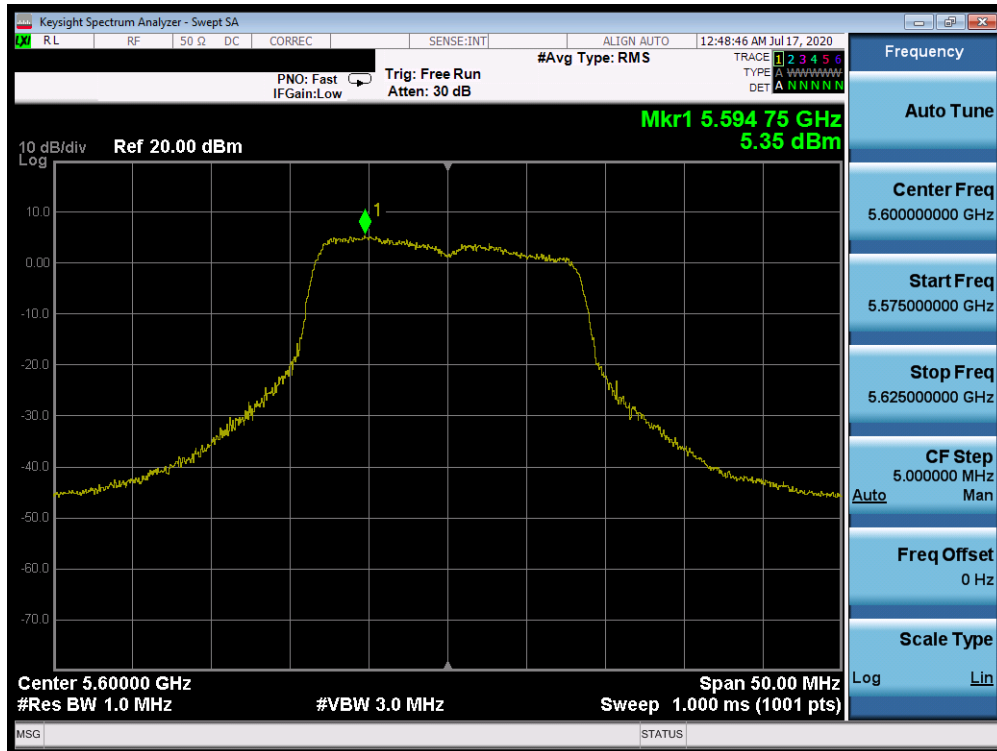 Keysight Spectrum Analyzer - Swept SA
LXI RL RF 50 Ω DC CORREC SENSE:INT ALIGN AUTO 12:48:46 AM Jul 17, 2020
PNO: Fast
IFGain:Low
Trig: Free Run
Atten: 30 dB
#Avg Type: RMS
TRACE 1 2 3 4 5 6
TYPE A WWWWW
DET A N N N N N
Mkr1 5.594 75 GHz
5.35 dBm
10 dB/div Ref 20.00 dBm
Log
1
10.0
0.00
-10.0
-20.0
-30.0
-40.0
-50.0
-60.0
-70.0
Center 5.60000 GHz Span 50.00 MHz
#Res BW 1.0 MHz #VBW 3.0 MHz Sweep 1.000 ms (1001 pts)
MSG STATUS
Frequency
Auto Tune
Center Freq
5.600000000 GHz
Start Freq
5.575000000 GHz
Stop Freq
5.625000000 GHz
CF Step
5.000000 MHz
Auto Man
Freq Offset
0 Hz
Scale Type
Log Lin